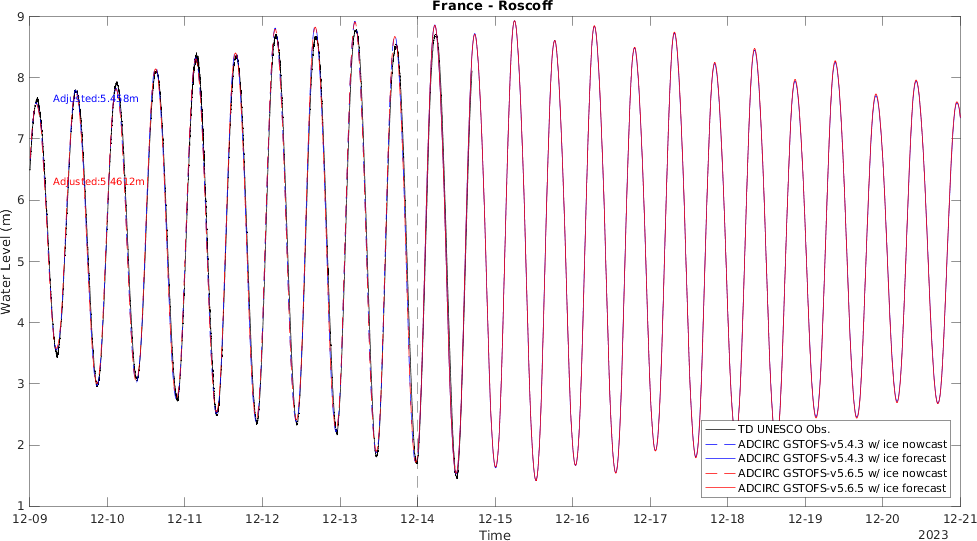 France - Roscoff
9
8
7
6
5
4
3
2
1
Water Level (m)
Adjusted:5.458m
Adjusted:5.4612m
TD UNESCO Obs.
ADCIRC GSTOFS-v5.4.3 w/ ice nowcast
ADCIRC GSTOFS-v5.4.3 w/ ice forecast
ADCIRC GSTOFS-v5.6.5 w/ ice nowcast
ADCIRC GSTOFS-v5.6.5 w/ ice forecast
12-09 12-10 12-11 12-12 12-13 12-14 12-15 12-16 12-17 12-18 12-19 12-20 12-21
Time
2023